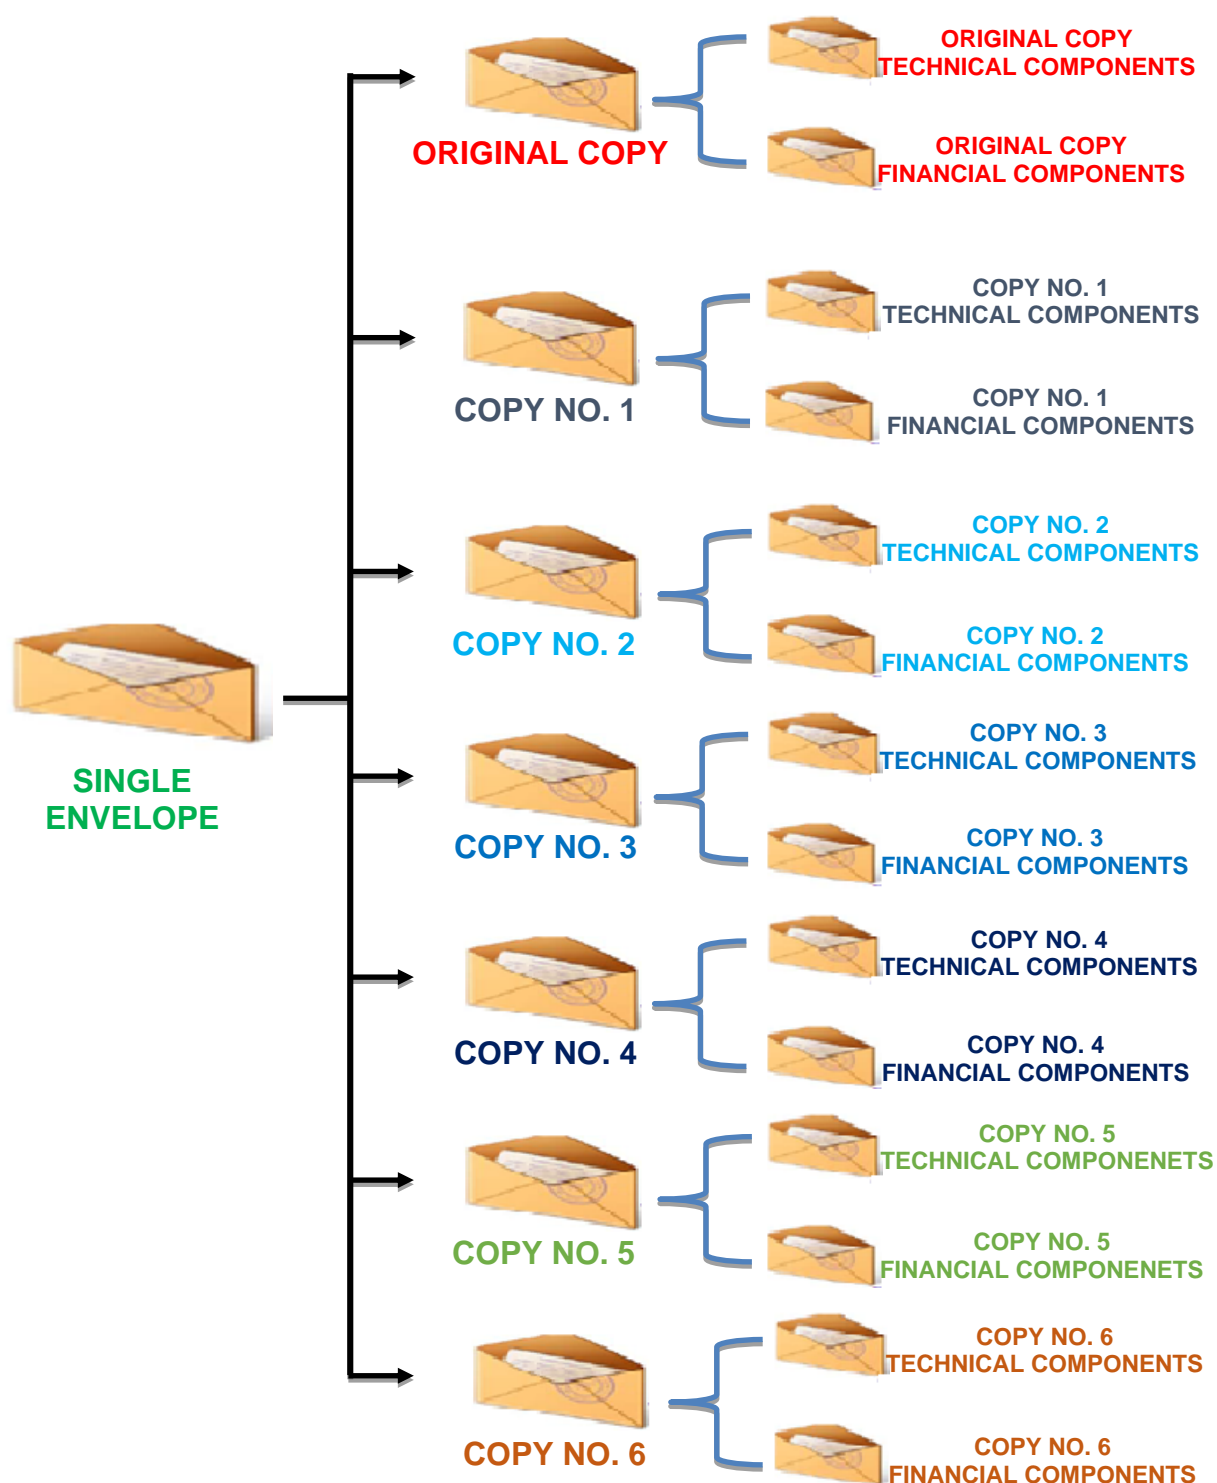 ORIGINAL COPY
TECHNICAL COMPONENTS
ORIGINAL COPY
ORIGINAL COPY
FINANCIAL COMPONENTS
COPY NO. 1
TECHNICAL COMPONENTS
COPY NO. 1
COPY NO. 1
FINANCIAL COMPONENTS
COPY NO. 2
TECHNICAL COMPONENTS
COPY NO. 2
COPY NO. 2
FINANCIAL COMPONENTS
SINGLE
ENVELOPE
COPY NO. 3
TECHNICAL COMPONENTS
COPY NO. 3
COPY NO. 3
FINANCIAL COMPONENTS
COPY NO. 4
TECHNICAL COMPONENTS
COPY NO. 4
COPY NO. 4
FINANCIAL COMPONENTS
COPY NO. 5
TECHNICAL COMPONENETS
COPY NO. 5
COPY NO. 5
FINANCIAL COMPONENETS
COPY NO. 6
TECHNICAL COMPONENTS
COPY NO. 6
COPY NO. 6
FINANCIAL COMPONENTS